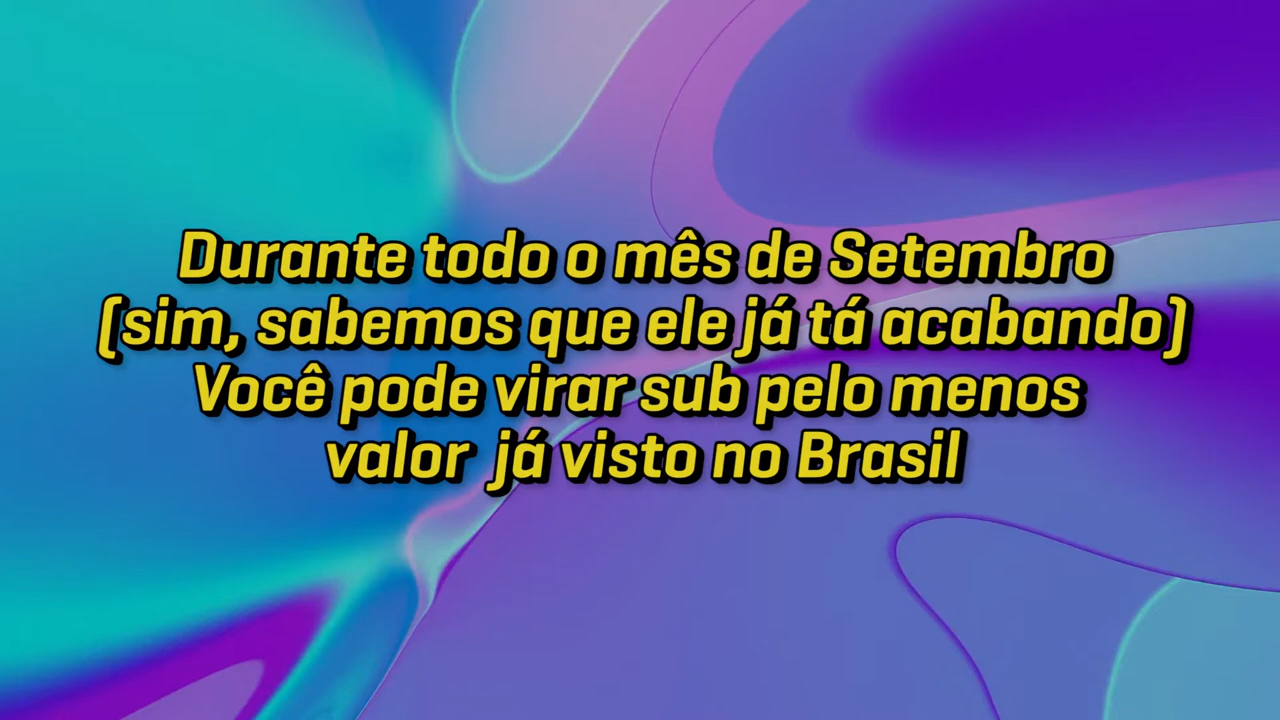 Durante todo o mês de Setembro
(sim, sabemos que ele já tá acabando)
Você pode virar sub pelo menos
valor já visto no Brasil